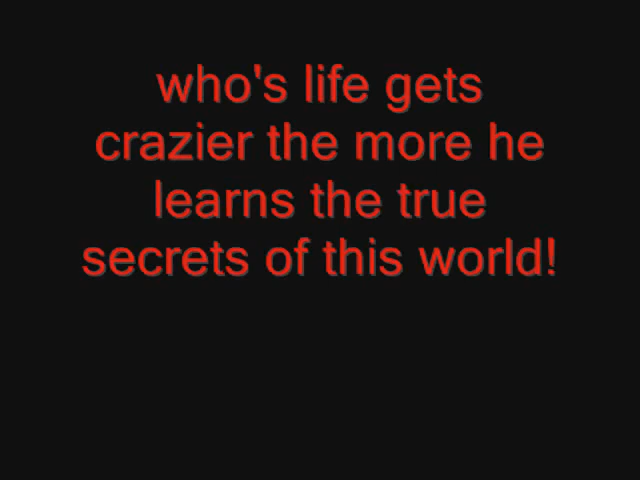 who's life gets
crazier the more he
learns the true
secrets of this world!